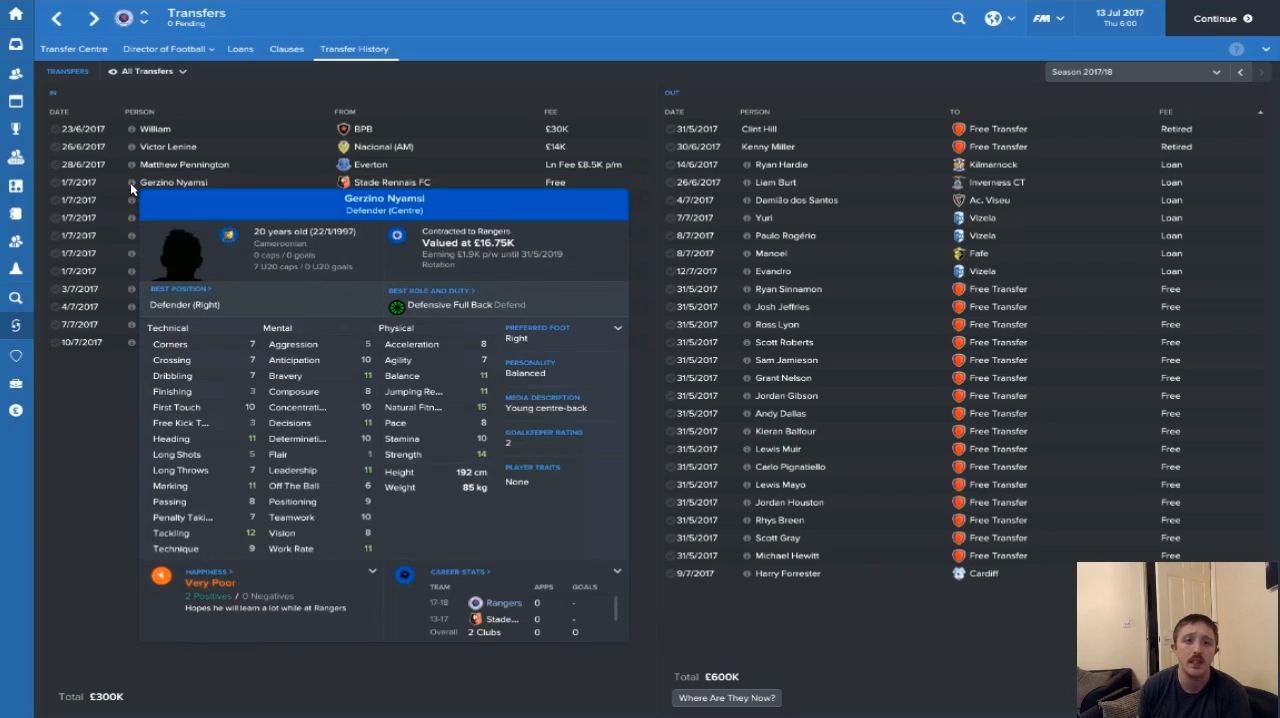 Transfers
0 Pending
FM
13 Jul 2017
Thu 6:00
Continue
Transfer Centre Director of Football Loans Clauses Transfer History
TRANSFERS All Transfers
Season 2017/18
IN
DATE PERSON FROM FEE
23/6/2017 William BPB £30K
26/6/2017 Victor Lenine Nacional (AM) £14K
28/6/2017 Matthew Pennington Everton Ln Fee £8.5K p/m
1/7/2017 Gerzino Nyamsi Stade Rennais FC Free
1/7/2017
1/7/2017
1/7/2017
1/7/2017
1/7/2017
3/7/2017
4/7/2017
7/7/2017
10/7/2017
Gerzino Nyamsi
Defender (Centre)
20 years old (22/1/1997)
Cameroonian
0 caps / 0 goals
7 U20 caps / 0 U20 goals
Contracted to Rangers
Valued at £16.75K
Earning £1.9K p/w until 31/5/2019
Rotation
BEST POSITION >
Defender (Right)
BEST ROLE AND DUTY >
Defensive Full Back Defend
Technical Mental Physical
Corners 7 Aggression 5 Acceleration 8
Crossing 7 Anticipation 10 Agility 7
Dribbling 7 Bravery 11 Balance 11
Finishing 3 Composure 8 Jumping Re... 11
First Touch 10 Concentrati... 10 Natural Fitn... 15
Free Kick T... 3 Decisions 11 Pace 8
Heading 11 Determinati... 10 Stamina 10
Long Shots 5 Flair 1 Strength 14
Long Throws 7 Leadership 11 Height 192 cm
Marking 11 Off The Ball 6 Weight 85 kg
Passing 8 Positioning 9
Penalty Taki... 7 Teamwork 10
Tackling 12 Vision 8
Technique 9 Work Rate 11
PREFERRED FOOT
Right
PERSONALITY
Balanced
MEDIA DESCRIPTION
Young centre-back
GOALKEEPER RATING
2
PLAYER TRAITS
None
HAPPINESS >
Very Poor
2 Positives / 0 Negatives
Hopes he will learn a lot while at Rangers
CAREER STATS >
TEAM APPS GOALS
17-18 Rangers 0 -
13-17 Stade... 0 -
Overall 2 Clubs 0 0
Total £300K
OUT
DATE PERSON TO FEE
31/5/2017 Clint Hill Free Transfer Retired
30/6/2017 Kenny Miller Free Transfer Retired
14/6/2017 Ryan Hardie Kilmarnock Loan
26/6/2017 Liam Burt Inverness CT Loan
4/7/2017 Damião dos Santos Ac. Viseu Loan
7/7/2017 Yuri Vizela Loan
8/7/2017 Paulo Rogério Vizela Loan
8/7/2017 Manoel Fafe Loan
12/7/2017 Evandro Vizela Loan
31/5/2017 Ryan Sinnamon Free Transfer Free
31/5/2017 Josh Jeffries Free Transfer Free
31/5/2017 Ross Lyon Free Transfer Free
31/5/2017 Scott Roberts Free Transfer Free
31/5/2017 Sam Jamieson Free Transfer Free
31/5/2017 Grant Nelson Free Transfer Free
31/5/2017 Jordan Gibson Free Transfer Free
31/5/2017 Andy Dallas Free Transfer Free
31/5/2017 Kieran Balfour Free Transfer Free
31/5/2017 Lewis Muir Free Transfer Free
31/5/2017 Carlo Pignatiello Free Transfer Free
31/5/2017 Lewis Mayo Free Transfer Free
31/5/2017 Jordan Houston Free Transfer Free
31/5/2017 Rhys Breen Free Transfer Free
31/5/2017 Scott Gray Free Transfer Free
31/5/2017 Michael Hewitt Free Transfer Free
9/7/2017 Harry Forrester Cardiff
Total £600K
Where Are They Now?